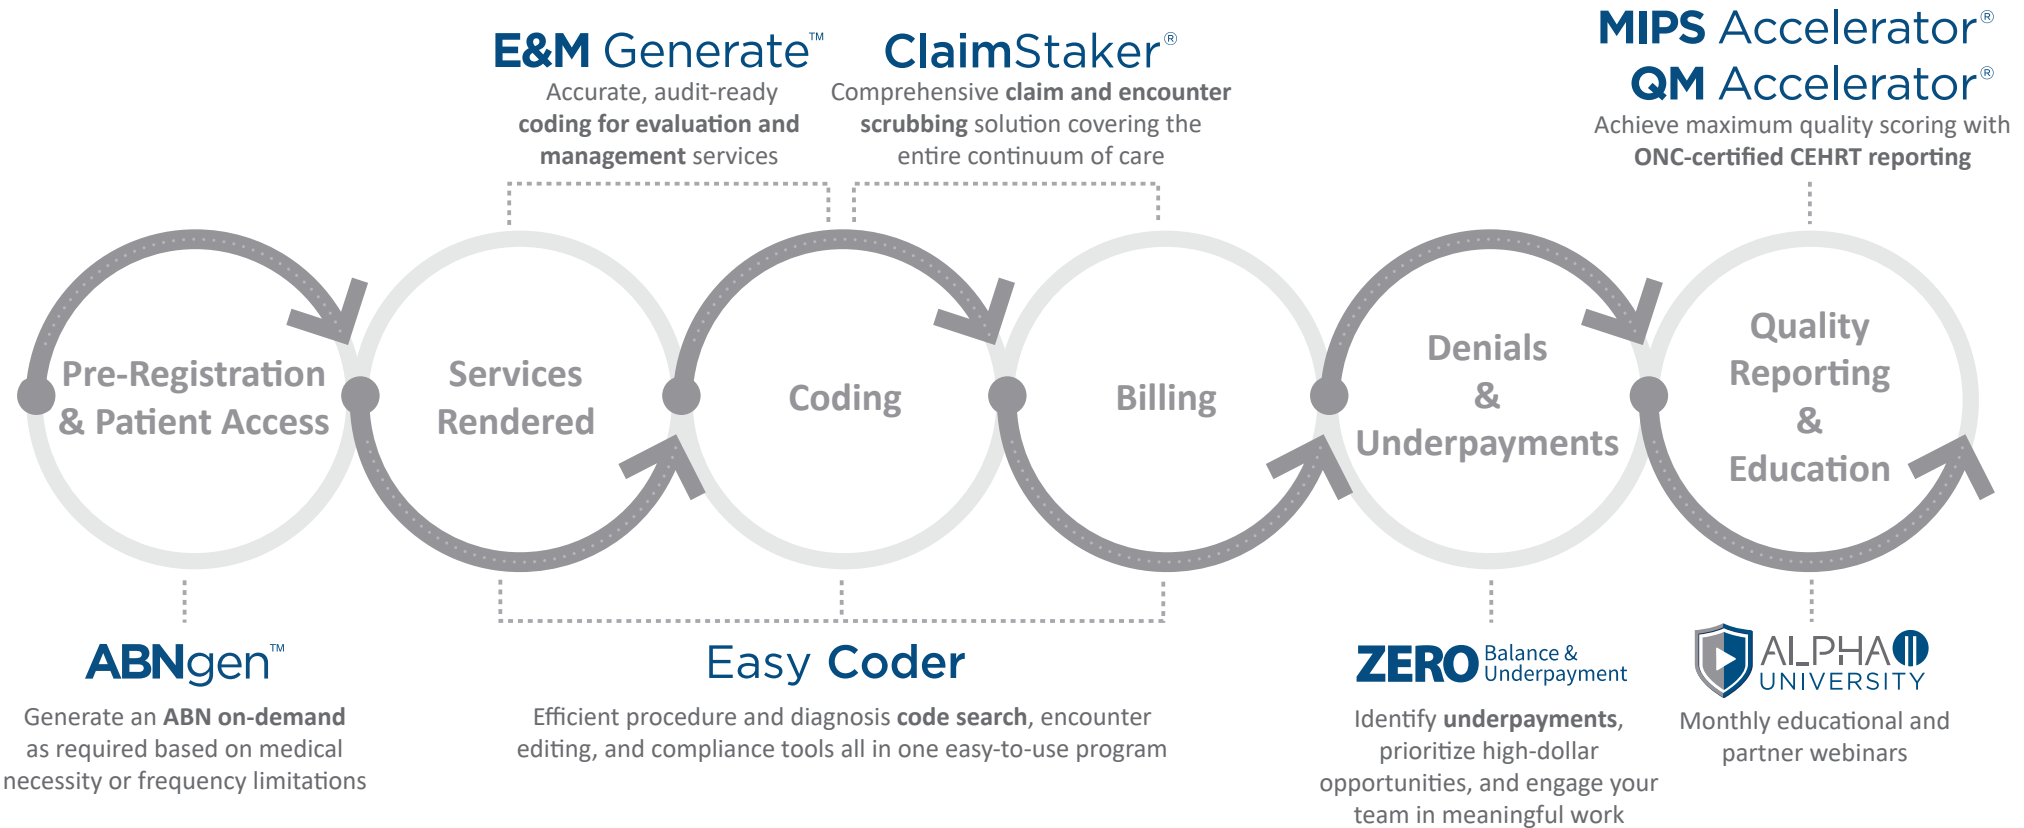 E&M Generate™
Accurate, audit-ready
coding for evaluation and
management services
ClaimStaker®
Comprehensive claim and encounter
scrubbing solution covering the
entire continuum of care
MIPS Accelerator®
QM Accelerator®
Achieve maximum quality scoring with
ONC-certified CEHRT reporting
Pre-Registration
& Patient Access
Services
Rendered
Coding
Billing
Denials
&
Underpayments
Quality
Reporting
&
Education
ABNgen™
Generate an ABN on-demand
as required based on medical
necessity or frequency limitations
Easy Coder
Efficient procedure and diagnosis code search, encounter
editing, and compliance tools all in one easy-to-use program
ZERO Balance &
Underpayment
Identify underpayments,
prioritize high-dollar
opportunities, and engage your
team in meaningful work
ALPHA II
UNIVERSITY
Monthly educational and
partner webinars